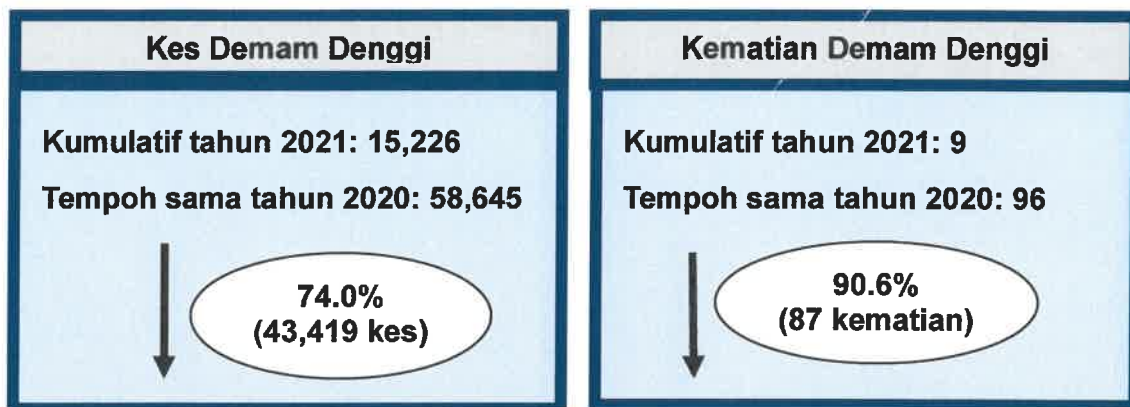 Kes Demam Denggi
Kumulatif tahun 2021: 15,226
Tempoh sama tahun 2020: 58,645
74.0%
(43,419 kes)
Kematian Demam Denggi
Kumulatif tahun 2021: 9
Tempoh sama tahun 2020: 96
90.6%
(87 kematian)